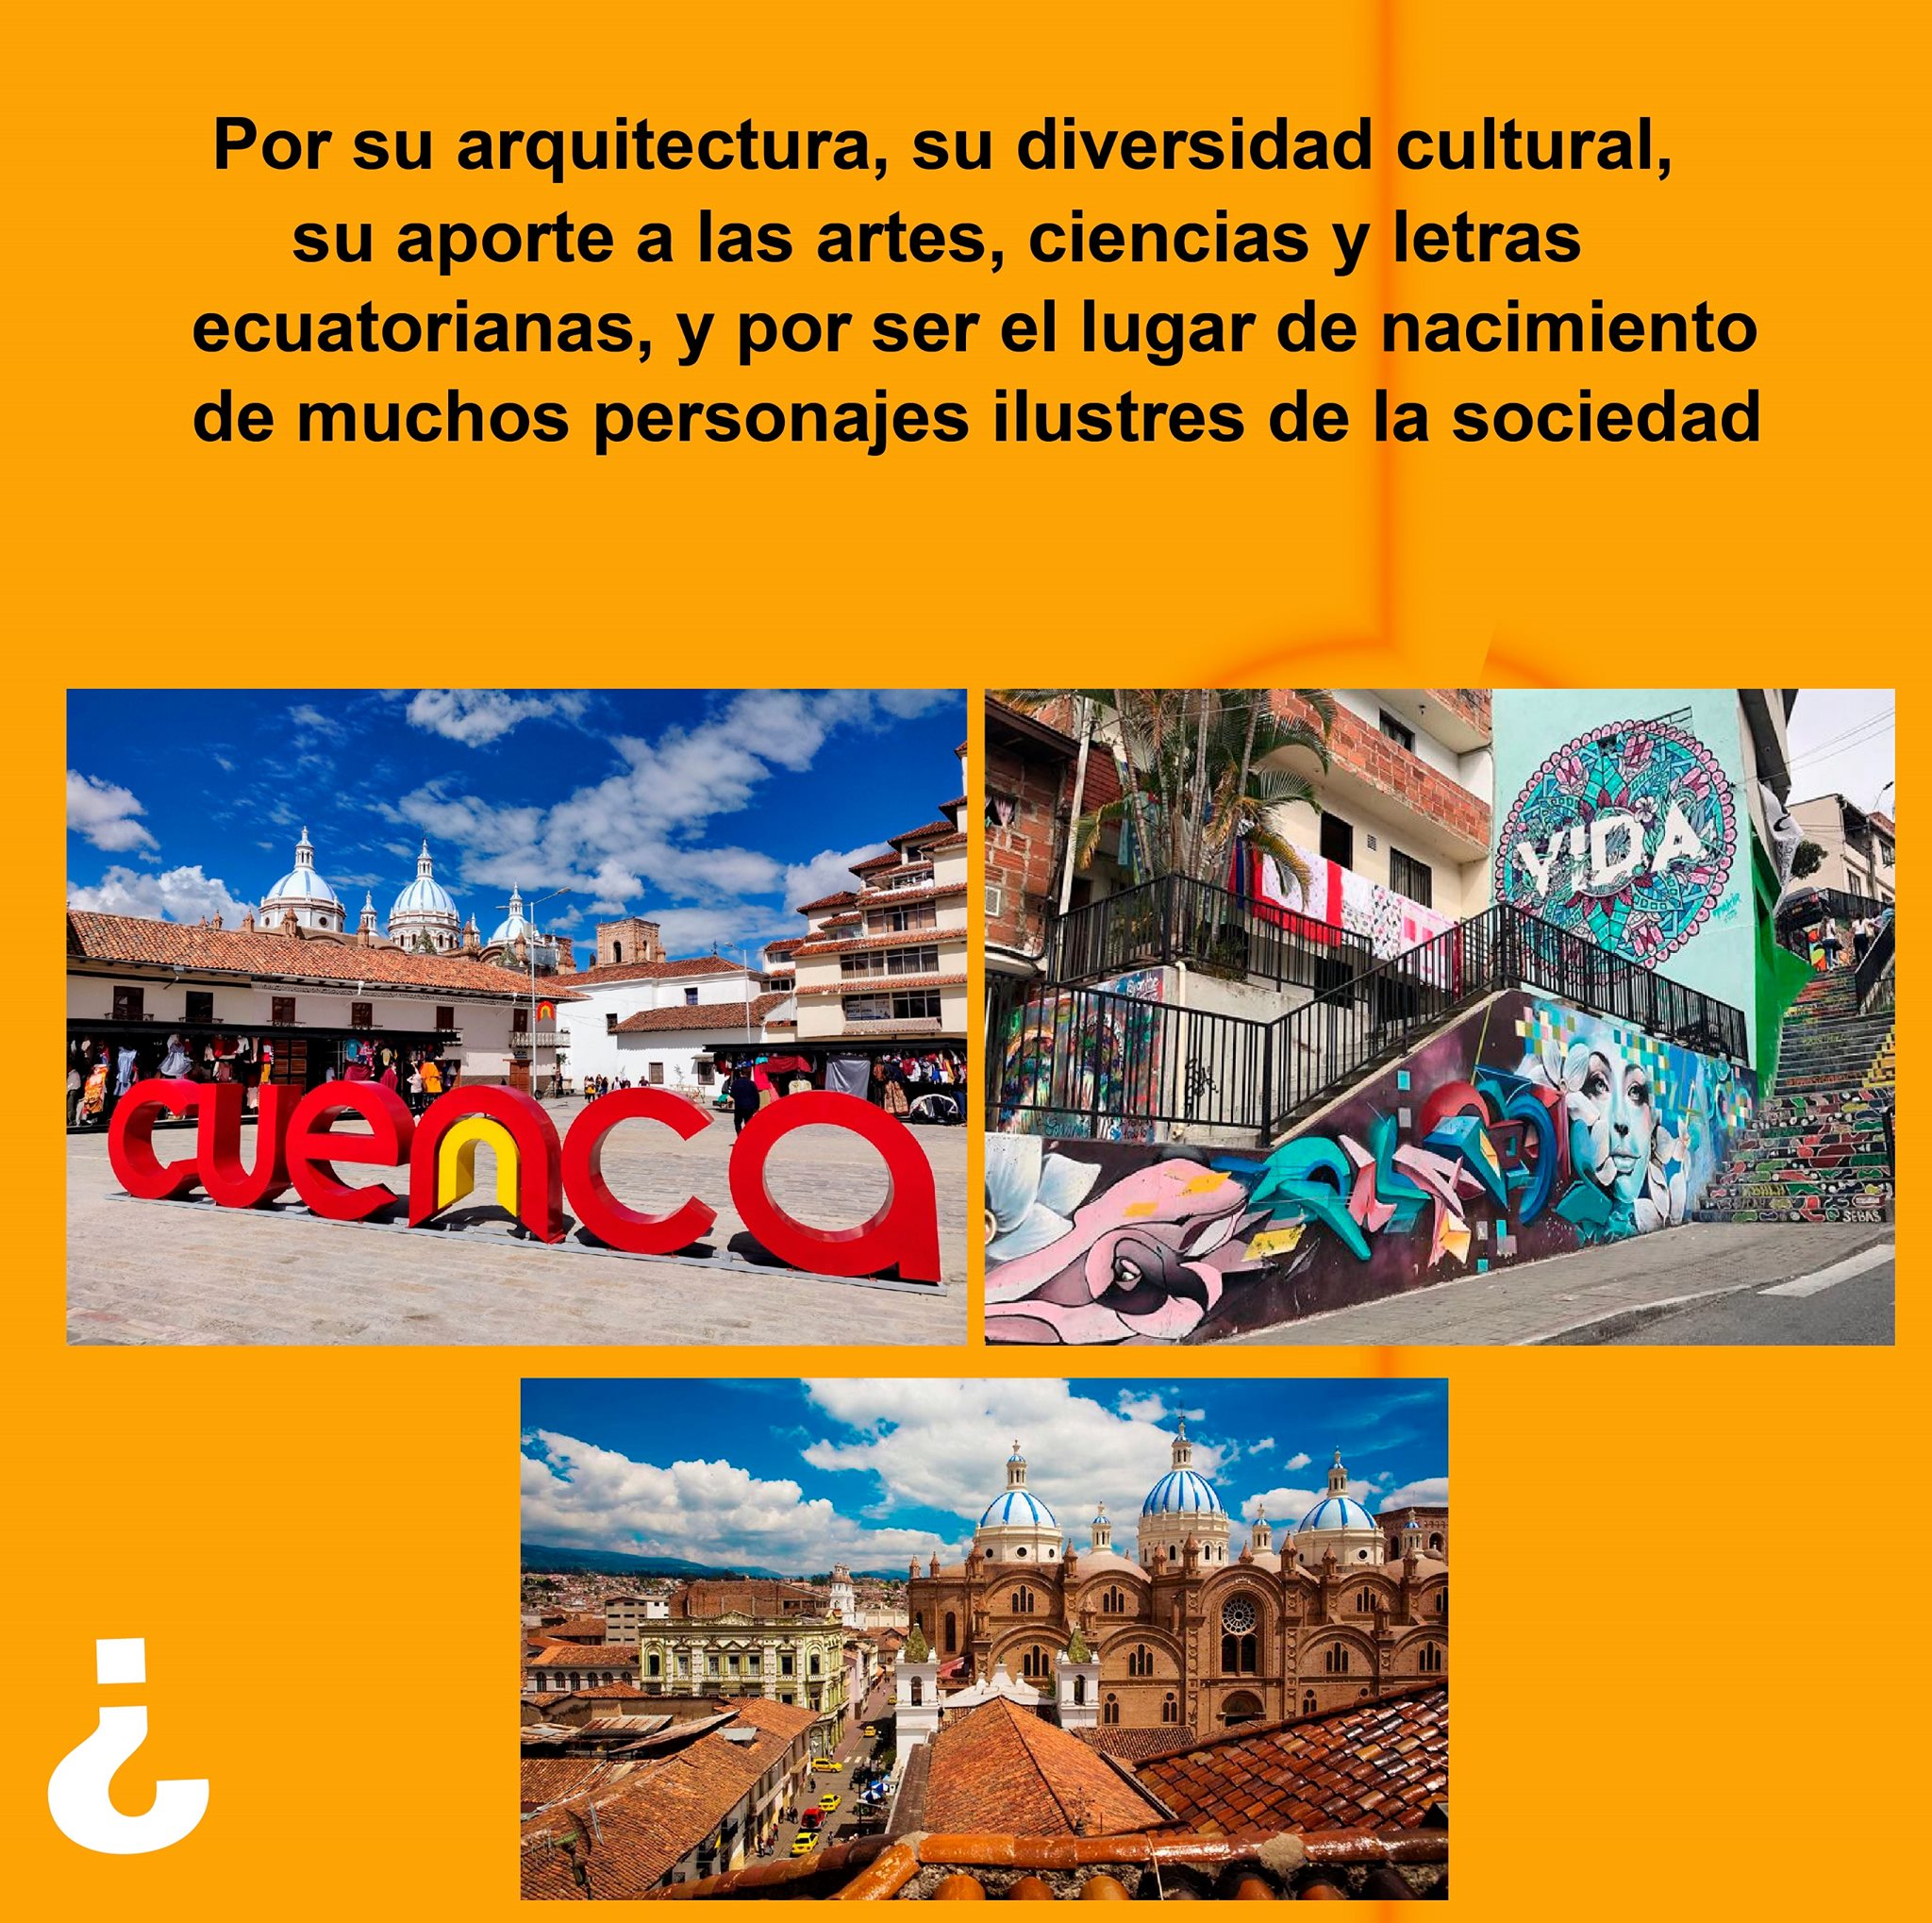 Por su arquitectura, su diversidad cultural,
su aporte a las artes, ciencias y letras
ecuatorianas, y por ser el lugar de nacimiento
de muchos personajes ilustres de la sociedad
cuenca
VIDA
SEBAS
¿